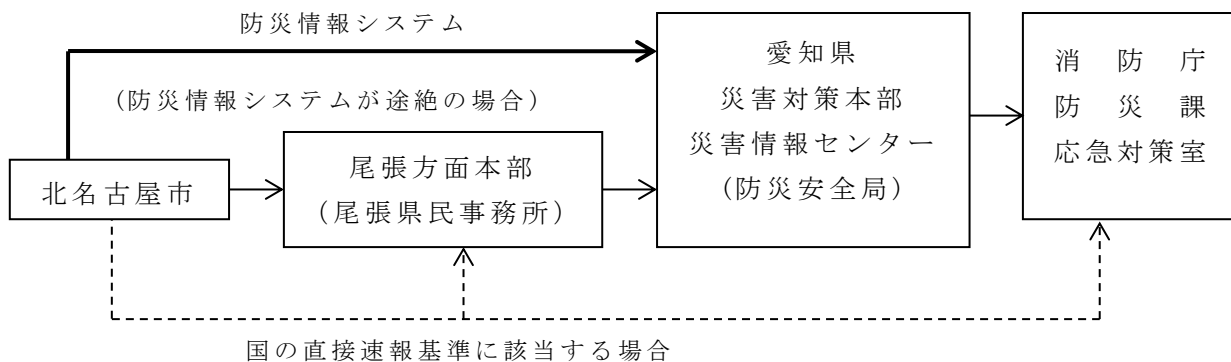 防災情報システム
(防災情報システムが途絶の場合)
北名古屋市
尾張方面本部
(尾張県民事務所)
愛知県
災害対策本部
災害情報センター
(防災安全局)
消防庁
防災課
応急対策室
国の直接速報基準に該当する場合